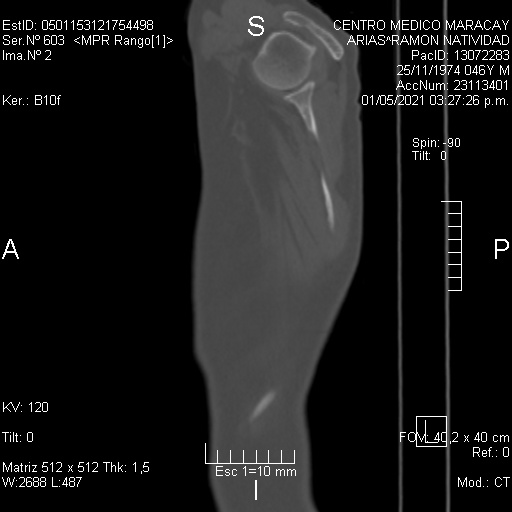 EstID: 0501153121754498
Ser.Nº 603 <MPR Rango[1]>
Ima.Nº 2
Ker.: B10f
S
CENTRO MEDICO MARACAY
ARIAS^RAMON NATIVIDAD
PacID: 13072283
25/11/1974 046Y M
AccNum: 23113401
01/05/2021 03:27:26 p.m.
Spin: -90
Tilt: 0
A
P
KV: 120
Tilt: 0
Matriz 512 x 512 Thk: 1,5
W:2688 L:487
Esc 1=10 mm
I
L
FOV: 40,2 x 40 cm
Ref.: 0
Mod.: CT